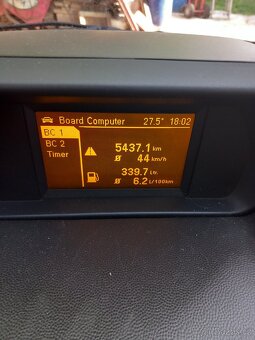 Board Computer 27.5° 18:02
BC 1
BC 2
Timer
5437.1 km
Ø 44 km/h
339.7 Ltr.
Ø 6.2 l/100km